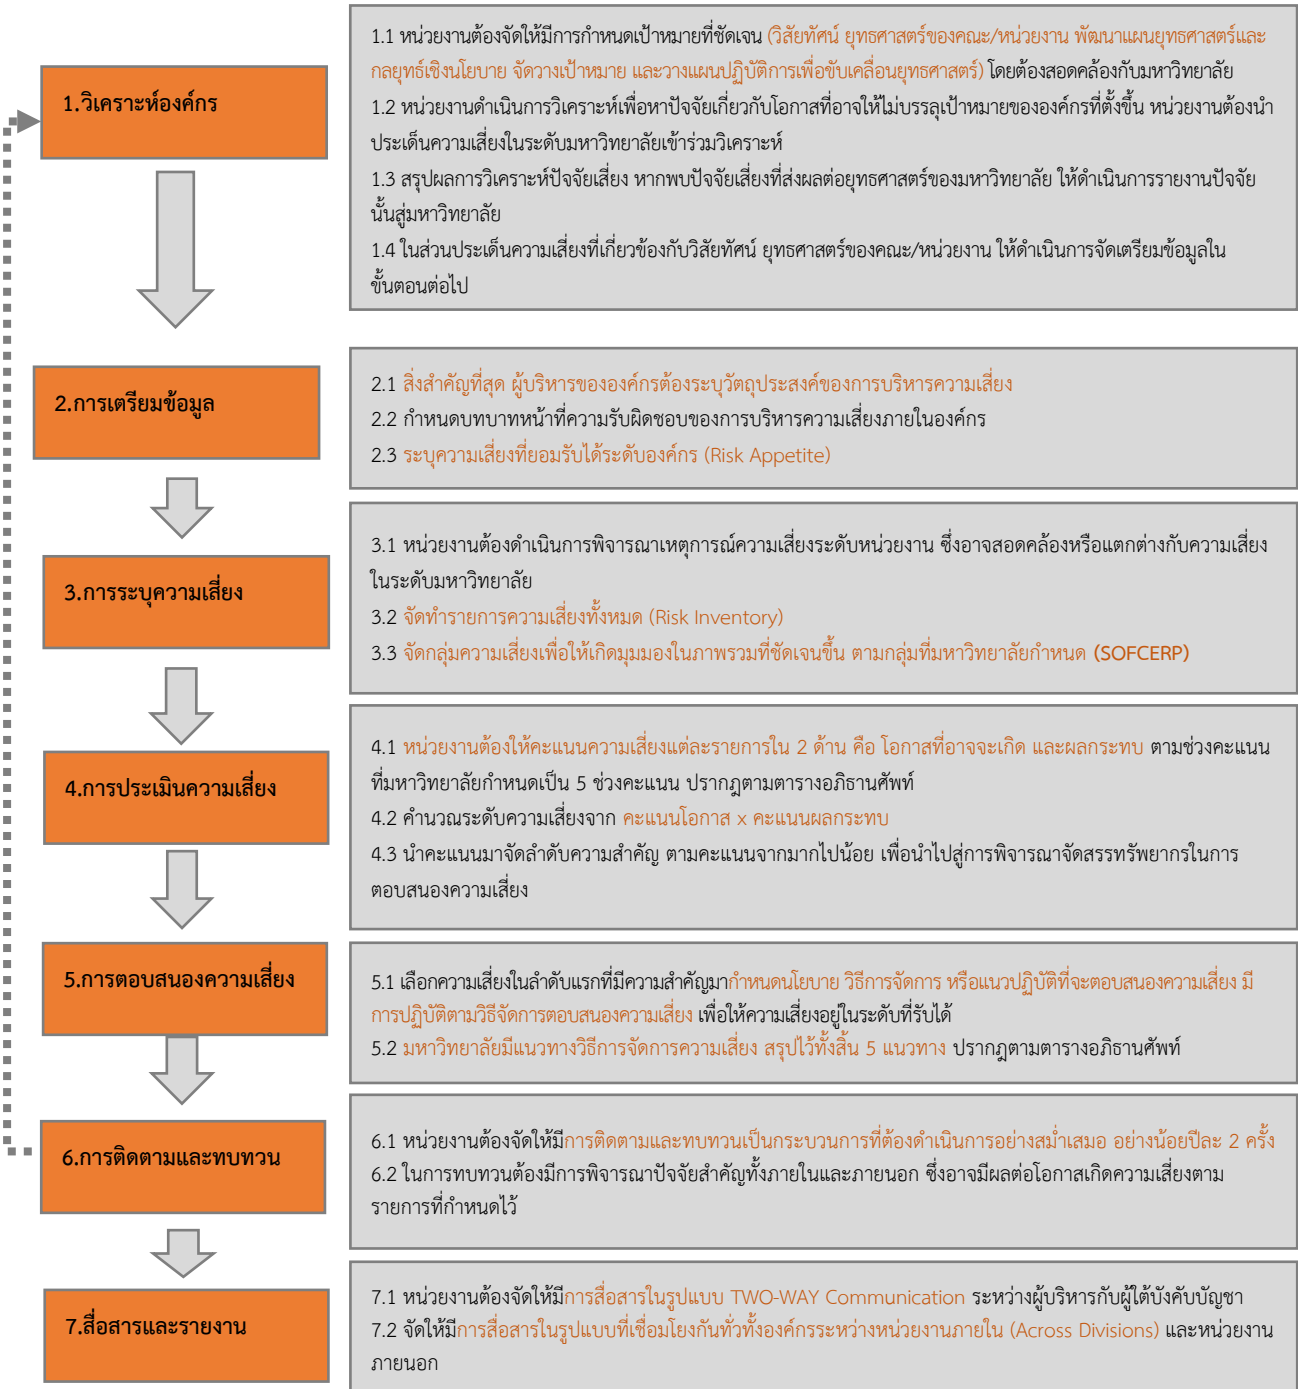 1.วิเคราะห์องค์กร
1.1 หน่วยงานต้องจัดให้มีการกำหนดเป้าหมายที่ชัดเจน (วิสัยทัศน์ ยุทธศาสตร์ของคณะ/หน่วยงาน พัฒนาแผนยุทธศาสตร์และ
กลยุทธ์เชิงนโยบาย จัดวางเป้าหมาย และวางแผนปฏิบัติการเพื่อขับเคลื่อนยุทธศาสตร์) โดยต้องสอดคล้องกับมหาวิทยาลัย
1.2 หน่วยงานดำเนินการวิเคราะห์เพื่อหาปัจจัยเกี่ยวกับโอกาสที่อาจให้ไม่บรรลุเป้าหมายขององค์กรที่ตั้งขึ้น หน่วยงานต้องนำ
ประเด็นความเสี่ยงในระดับมหาวิทยาลัยเข้าร่วมวิเคราะห์
1.3 สรุปผลการวิเคราะห์ปัจจัยเสี่ยง หากพบปัจจัยเสี่ยงที่ส่งผลต่อยุทธศาสตร์ของมหาวิทยาลัย ให้ดำเนินการรายงานปัจจัย
นั้นสู่มหาวิทยาลัย
1.4 ในส่วนประเด็นความเสี่ยงที่เกี่ยวข้องกับวิสัยทัศน์ ยุทธศาสตร์ของคณะ/หน่วยงาน ให้ดำเนินการจัดเตรียมข้อมูลใน
ขั้นตอนต่อไป
2.การเตรียมข้อมูล
2.1 สิ่งสำคัญที่สุด ผู้บริหารขององค์กรต้องระบุวัตถุประสงค์ของการบริหารความเสี่ยง
2.2 กำหนดบทบาทหน้าที่ความรับผิดชอบของการบริหารความเสี่ยงภายในองค์กร
2.3 ระบุความเสี่ยงที่ยอมรับได้ระดับองค์กร (Risk Appetite)
3.การระบุความเสี่ยง
3.1 หน่วยงานต้องดำเนินการพิจารณาเหตุการณ์ความเสี่ยงระดับหน่วยงาน ซึ่งอาจสอดคล้องหรือแตกต่างกับความเสี่ยง
ในระดับมหาวิทยาลัย
3.2 จัดทำรายการความเสี่ยงทั้งหมด (Risk Inventory)
3.3 จัดกลุ่มความเสี่ยงเพื่อให้เกิดมุมมองในภาพรวมที่ชัดเจนขึ้น ตามกลุ่มที่มหาวิทยาลัยกำหนด (SOFCERP)
4.การประเมินความเสี่ยง
4.1 หน่วยงานต้องให้คะแนนความเสี่ยงแต่ละรายการใน 2 ด้าน คือ โอกาสที่อาจจะเกิด และผลกระทบ ตามช่วงคะแนน
ที่มหาวิทยาลัยกำหนดเป็น 5 ช่วงคะแนน ปรากฎตามตารางอภิธานศัพท์
4.2 คำนวณระดับความเสี่ยงจาก คะแนนโอกาส x คะแนนผลกระทบ
4.3 นำคะแนนมาจัดลำดับความสำคัญ ตามคะแนนจากมากไปน้อย เพื่อนำไปสู่การพิจารณาจัดสรรทรัพยากรในการ
ตอบสนองความเสี่ยง
5.การตอบสนองความเสี่ยง
5.1 เลือกความเสี่ยงในลำดับแรกที่มีความสำคัญมากำหนดนโยบาย วิธีการจัดการ หรือแนวปฏิบัติที่จะตอบสนองความเสี่ยง มี
การปฏิบัติตามวิธีจัดการตอบสนองความเสี่ยง เพื่อให้ความเสี่ยงอยู่ในระดับที่รับได้
5.2 มหาวิทยาลัยมีแนวทางวิธีการจัดการความเสี่ยง สรุปไว้ทั้งสิ้น 5 แนวทาง ปรากฎตามตารางอภิธานศัพท์
6.การติดตามและทบทวน
6.1 หน่วยงานต้องจัดให้มีการติดตามและทบทวนเป็นกระบวนการที่ต้องดำเนินการอย่างสม่ำเสมอ อย่างน้อยปีละ 2 ครั้ง
6.2 ในการทบทวนต้องมีการพิจารณาปัจจัยสำคัญทั้งภายในและภายนอก ซึ่งอาจมีผลต่อโอกาสเกิดความเสี่ยงตาม
รายการที่กำหนดไว้
7.สื่อสารและรายงาน
7.1 หน่วยงานต้องจัดให้มีการสื่อสารในรูปแบบ TWO-WAY Communication ระหว่างผู้บริหารกับผู้ใต้บังคับบัญชา
7.2 จัดให้มีการสื่อสารในรูปแบบที่เชื่อมโยงกันทั่วทั้งองค์กรระหว่างหน่วยงานภายใน (Across Divisions) และหน่วยงาน
ภายนอก